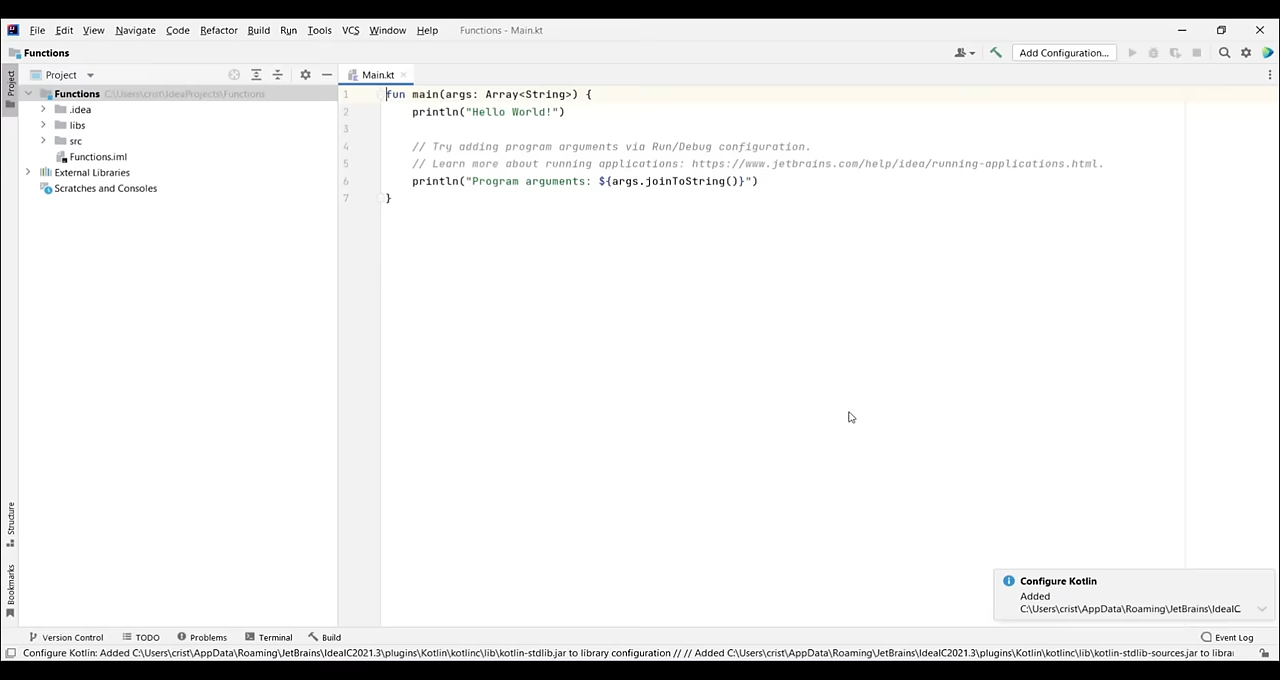 File Edit View Navigate Code Refactor Build Run Tools VCS Window Help Functions - Main.kt
Functions
Add Configuration...
Project
Project
Main.kt
Functions C:\Users\crist\IdeaProjects\Functions
.idea
libs
src
Functions.iml
External Libraries
Scratches and Consoles
1 fun main(args: Array<String>) {
2 println("Hello World!")
3
4 // Try adding program arguments via Run/Debug configuration.
5 // Learn more about running applications: https://www.jetbrains.com/help/idea/running-applications.html.
6 println("Program arguments: ${args.joinToString()}")
7 }
Structure
Bookmarks
Configure Kotlin
Added
C:\Users\crist\AppData\Roaming\JetBrains\IdeaIC
Version Control TODO Problems Terminal Build Event Log
Configure Kotlin: Added C:\Users\crist\AppData\Roaming\JetBrains\IdeaIC2021.3\plugins\Kotlin\kotlinc\lib\kotlin-stdlib.jar to library configuration // // Added C:\Users\crist\AppData\Roaming\JetBrains\IdeaIC2021.3\plugins\Kotlin\kotlinc\lib\kotlin-stdlib-sources.jar to libra